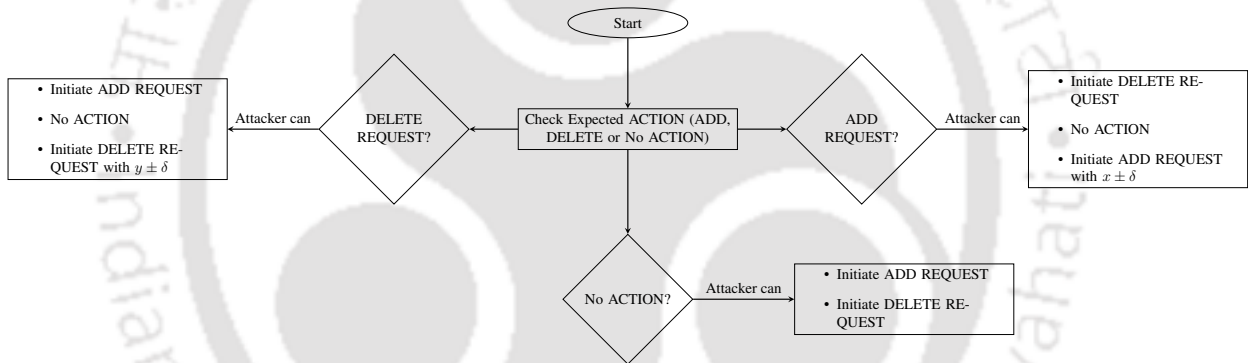 Start
• Initiate ADD REQUEST
• No ACTION
• Initiate DELETE RE-
QUEST with y ± δ
Attacker can
DELETE
REQUEST?
Check Expected ACTION (ADD,
DELETE or No ACTION)
ADD
REQUEST?
Attacker can
• Initiate DELETE RE-
QUEST
• No ACTION
• Initiate ADD REQUEST
with x ± δ
No ACTION?
Attacker can
• Initiate ADD REQUEST
• Initiate DELETE RE-
QUEST